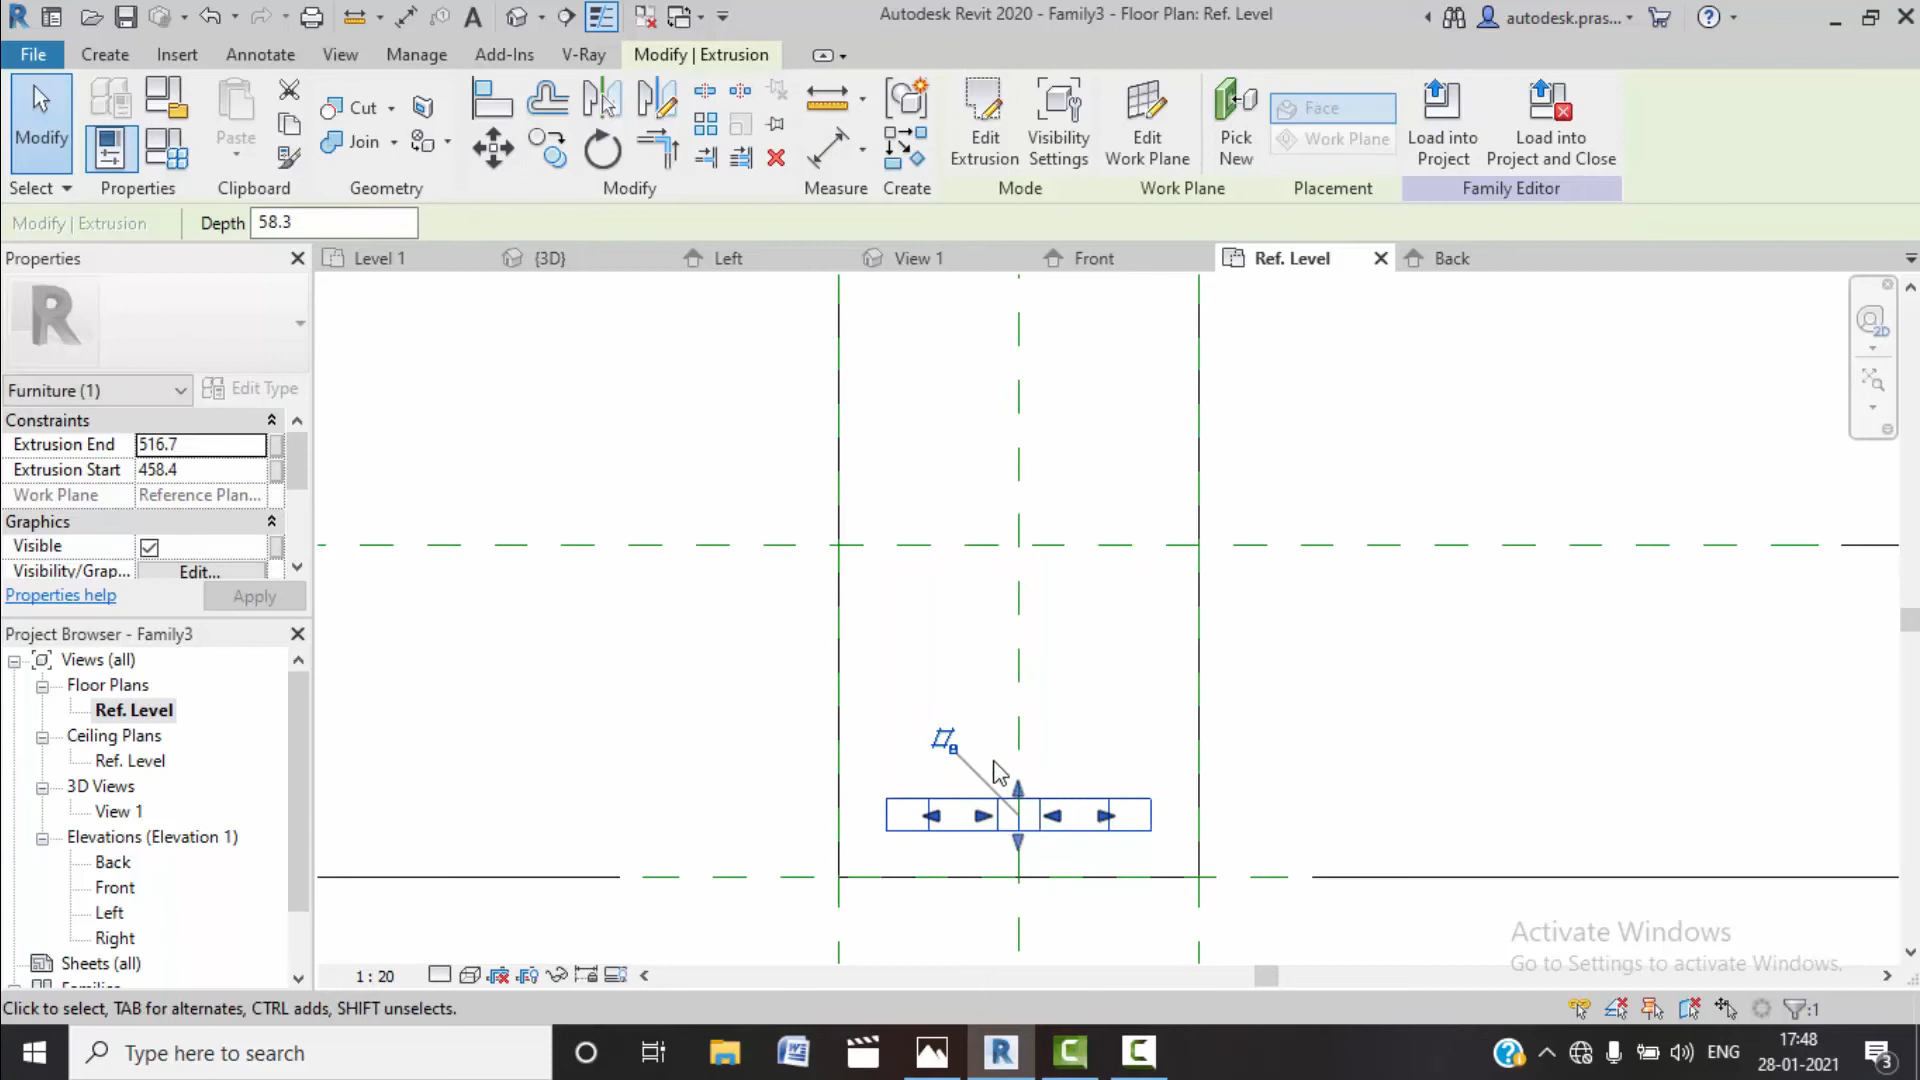 Autodesk Revit 2020 - Family3 - Floor Plan: Ref. Level
autodesk.pras...
File Create Insert Annotate View Manage Add-Ins V-Ray Modify | Extrusion
Modify
Paste
Cut
Join
Edit Extrusion
Visibility Settings
Edit Work Plane
Pick New
Face
Work Plane
Load into Project
Load into Project and Close
Select Properties Clipboard Geometry Modify Measure Create Mode Work Plane Placement Family Editor
Modify | Extrusion Depth 58.3
Properties
Level 1 {3D} Left View 1 Front Ref. Level Back
2D
Furniture (1) Edit Type
Constraints
Extrusion End 516.7
Extrusion Start 458.4
Work Plane Reference Plan...
Graphics
Visible
Visibility/Grap... Edit...
Properties help Apply
Project Browser - Family3
Views (all)
Floor Plans
Ref. Level
Ceiling Plans
Ref. Level
3D Views
View 1
Elevations (Elevation 1)
Back
Front
Left
Right
Sheets (all)
Activate Windows
Go to Settings to activate Windows.
1 : 20
Click to select, TAB for alternates, CTRL adds, SHIFT unselects.
:1
Type here to search
ENG
17:48
28-01-2021
3